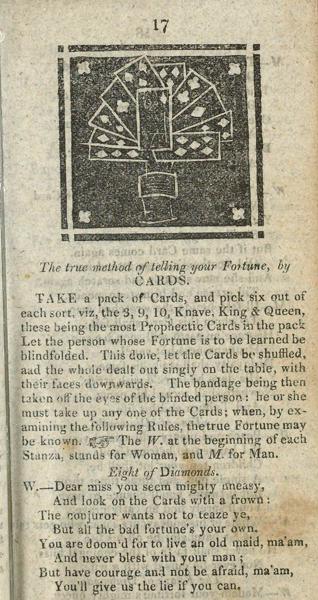 17
The true method of telling your Fortune, by
CARDS.
TAKE a pack of Cards, and pick six out of
each sort, viz, the 3, 9, 10, Knave, King & Queen,
these being the most Prophetic Cards in the pack
Let the person whose Fortune is to be learned be
blindfolded. This done, let the Cards be shuffled,
aad the whole dealt out singly on the table, with
their faces downwards. The bandage being then
taken off the eyes of the blinded person : he or she
must take up any one of the Cards; when, by ex-
amining the following Rules, the true Fortune may
be known. ☞ The W. at the beginning of each
Stanza, stands for Woman, and M. for Man.
Eight of Diamonds.
W.—Dear miss you seem mighty uneasy,
And look on the Cards with a frown :
The conjuror wants not to teaze ye,
But all the bad fortune's your own.
You are doom'd for to live an old maid, ma'am,
And never blest with your man ;
But have courage and not be afraid, ma'am,
You'll give us the lie if you can,